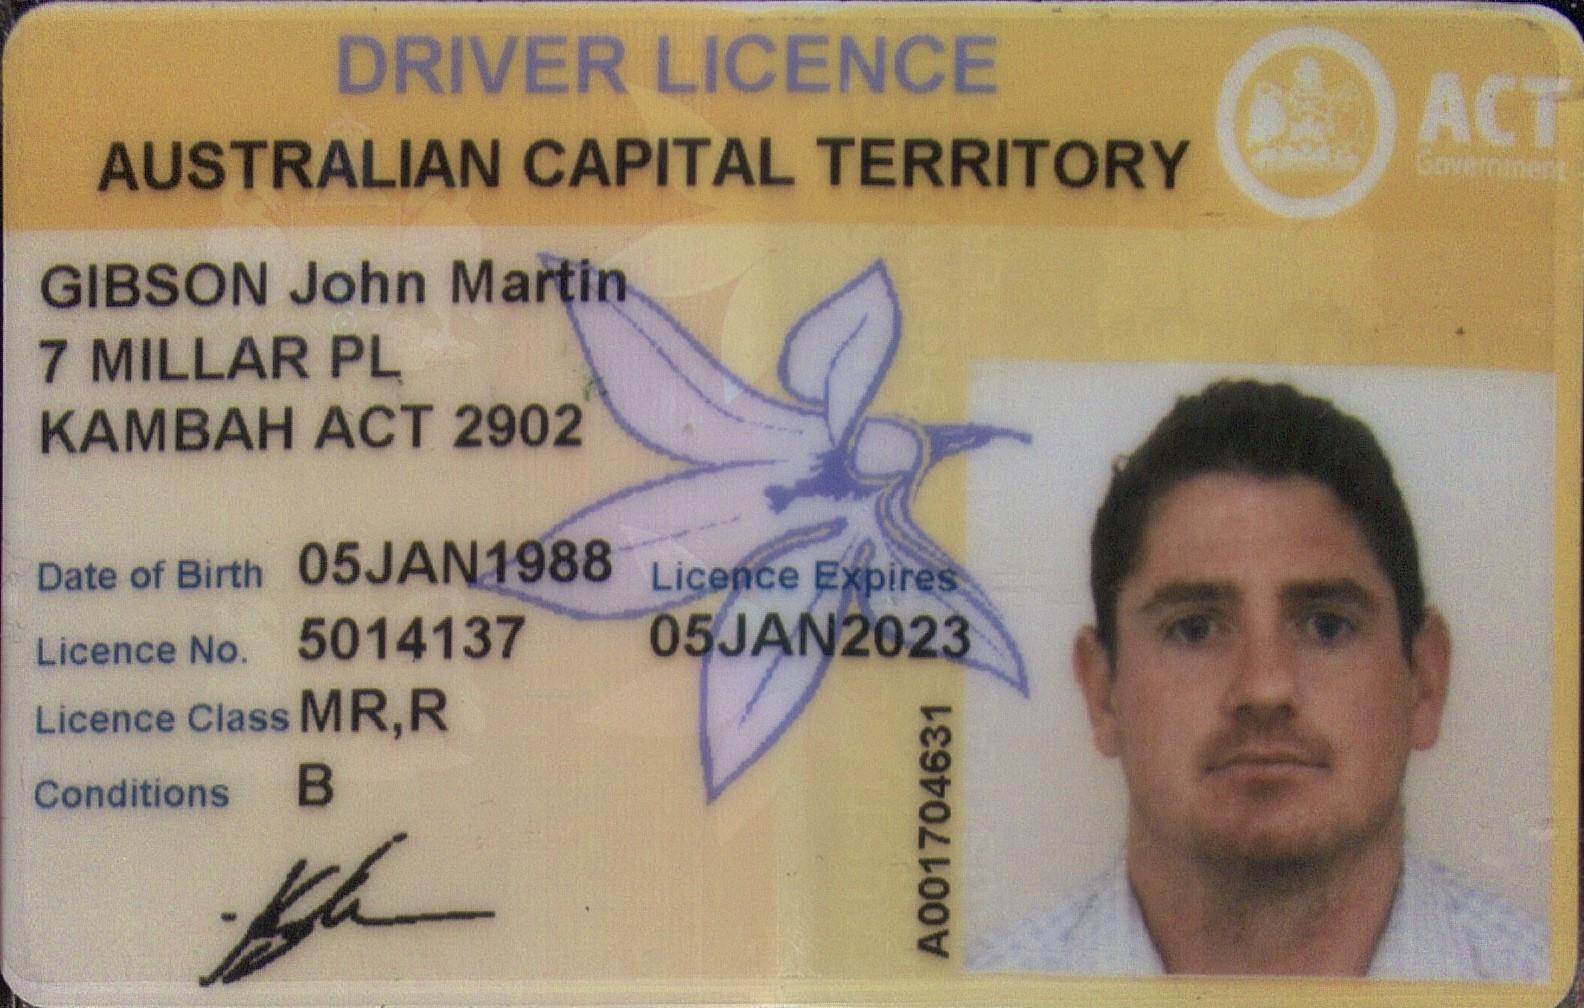 DRIVER LICENCE
AUSTRALIAN CAPITAL TERRITORY
ACT
Government
GIBSON John Martin
7 MILLAR PL
KAMBAH ACT 2902
Date of Birth 05JAN1988
Licence Expires
05JAN2023
Licence No. 5014137
Licence Class MR,R
Conditions B
A001704631